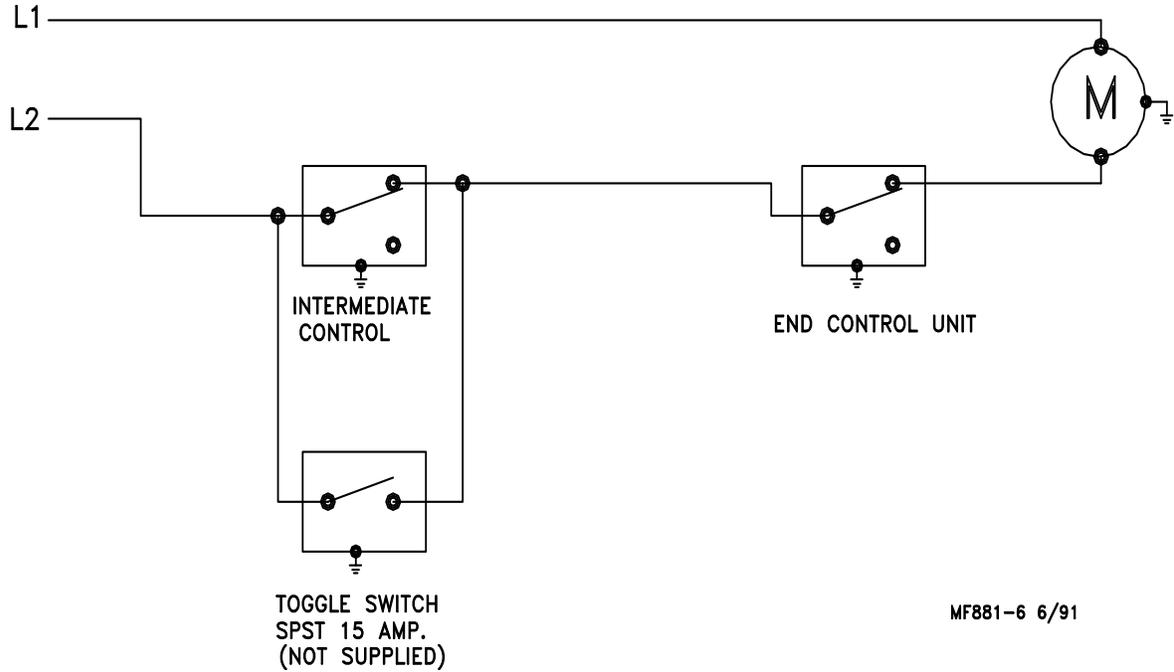 L1
M
L2
INTERMEDIATE
CONTROL
END CONTROL UNIT
TOGGLE SWITCH
SPST 15 AMP.
(NOT SUPPLIED)
MF881-6 6/91